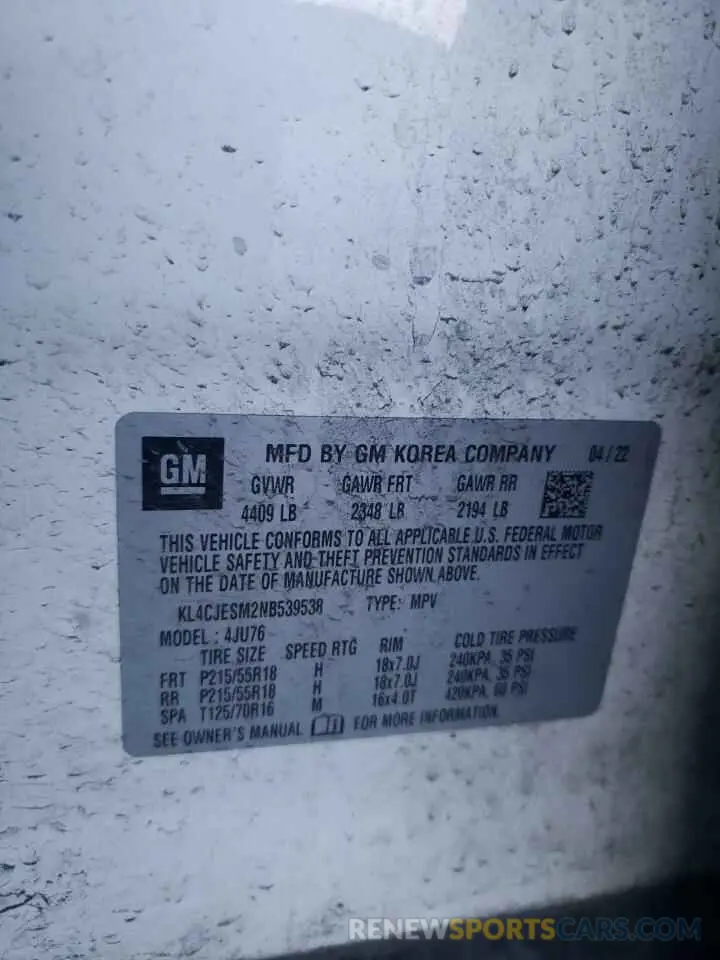 GM
MFD BY GM KOREA COMPANY 04/22
GVWR GAWR FRT GAWR RR
4409 LB 2348 LB 2194 LB
THIS VEHICLE CONFORMS TO ALL APPLICABLE U.S. FEDERAL MOTOR
VEHICLE SAFETY AND THEFT PREVENTION STANDARDS IN EFFECT
ON THE DATE OF MANUFACTURE SHOWN ABOVE.
KL4CJESM2NB539538 TYPE: MPV
MODEL: 4JU76
TIRE SIZE SPEED RTG RIM COLD TIRE PRESSURE
FRT P215/55R18 H 18x7.0J 240KPA, 35 PSI
RR P215/55R18 H 18x7.0J 240KPA, 35 PSI
SPA T125/70R16 M 16x4.0T 420KPA, 60 PSI
SEE OWNER'S MANUAL FOR MORE INFORMATION.
RENEWSPORTSCARS.COM